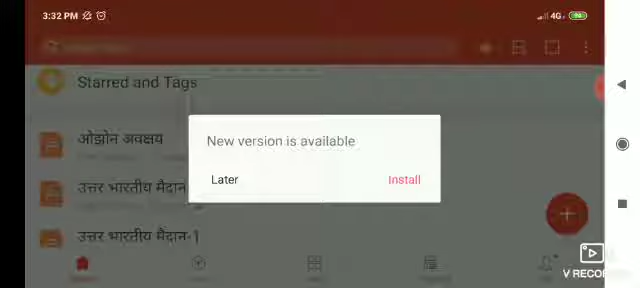 3:32 PM
4G
Starred and Tags
ओझोन अवक्षय
New version is available
उत्तर भारतीय मैदान
Later
Install
उत्तर भारतीय मैदान-1
V RECO